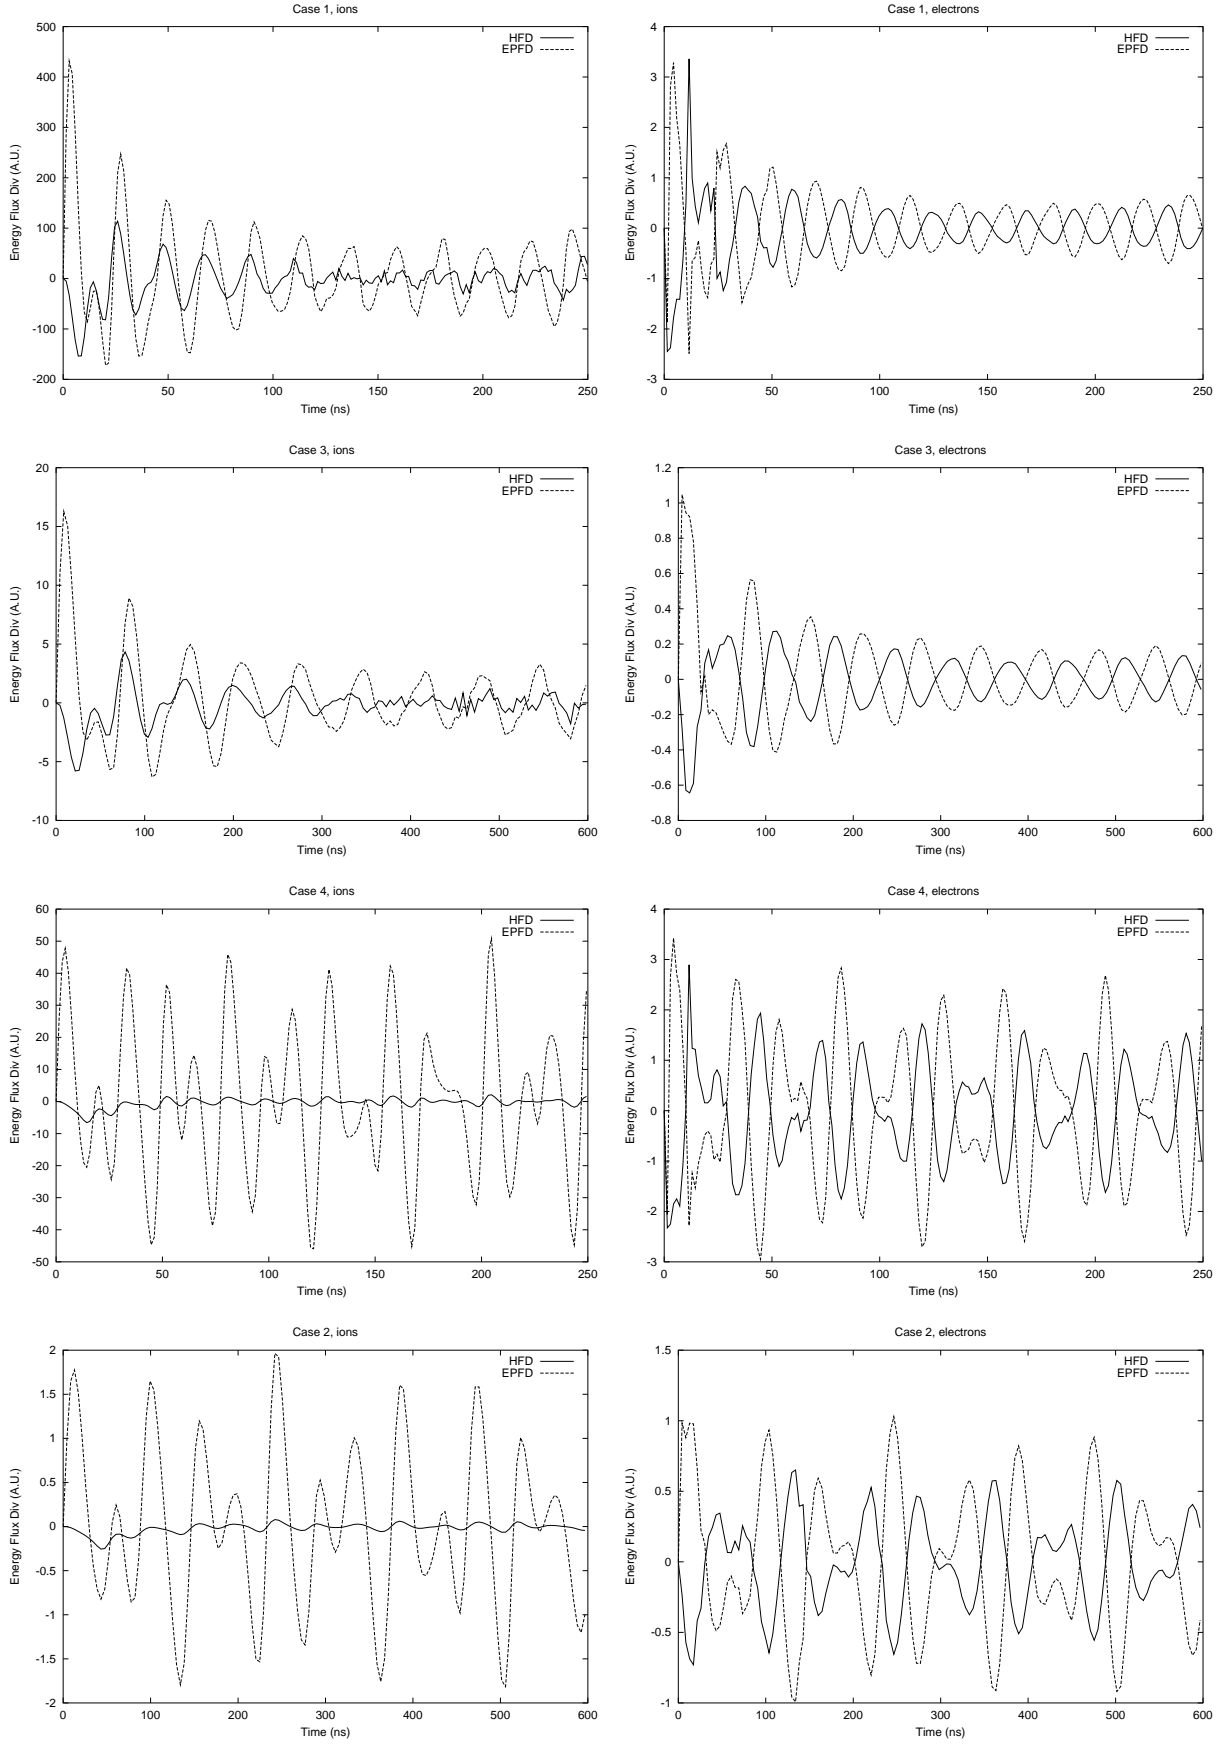 Case 1, ions
Energy Flux Div (A.U.)
500
400
300
200
100
0
-100
-200
0 50 100 150 200 250
Time (ns)
HFD
EPFD
Case 1, electrons
Energy Flux Div (A.U.)
4
3
2
1
0
-1
-2
-3
0 50 100 150 200 250
Time (ns)
HFD
EPFD
Case 3, ions
Energy Flux Div (A.U.)
20
15
10
5
0
-5
-10
0 100 200 300 400 500 600
Time (ns)
HFD
EPFD
Case 3, electrons
Energy Flux Div (A.U.)
1.2
1
0.8
0.6
0.4
0.2
0
-0.2
-0.4
-0.6
-0.8
0 100 200 300 400 500 600
Time (ns)
HFD
EPFD
Case 4, ions
Energy Flux Div (A.U.)
60
50
40
30
20
10
0
-10
-20
-30
-40
-50
0 50 100 150 200 250
Time (ns)
HFD
EPFD
Case 4, electrons
Energy Flux Div (A.U.)
4
3
2
1
0
-1
-2
-3
0 50 100 150 200 250
Time (ns)
HFD
EPFD
Case 2, ions
Energy Flux Div (A.U.)
2
1.5
1
0.5
0
-0.5
-1
-1.5
-2
0 100 200 300 400 500 600
Time (ns)
HFD
EPFD
Case 2, electrons
Energy Flux Div (A.U.)
1.5
1
0.5
0
-0.5
-1
0 100 200 300 400 500 600
Time (ns)
HFD
EPFD